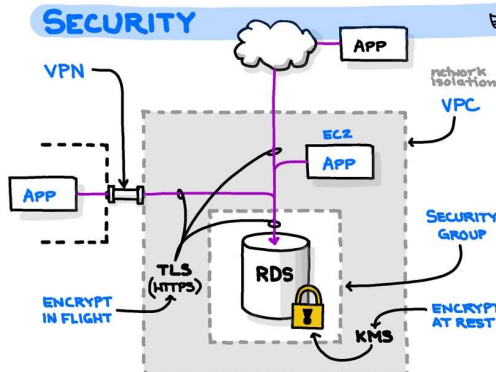 SECURITY
APP
VPN
network
isolation
VPC
EC2
APP
APP
SECURITY
GROUP
TLS
(HTTPS)
RDS
ENCRYPT
IN FLIGHT
ENCRYPT
AT REST
KMS